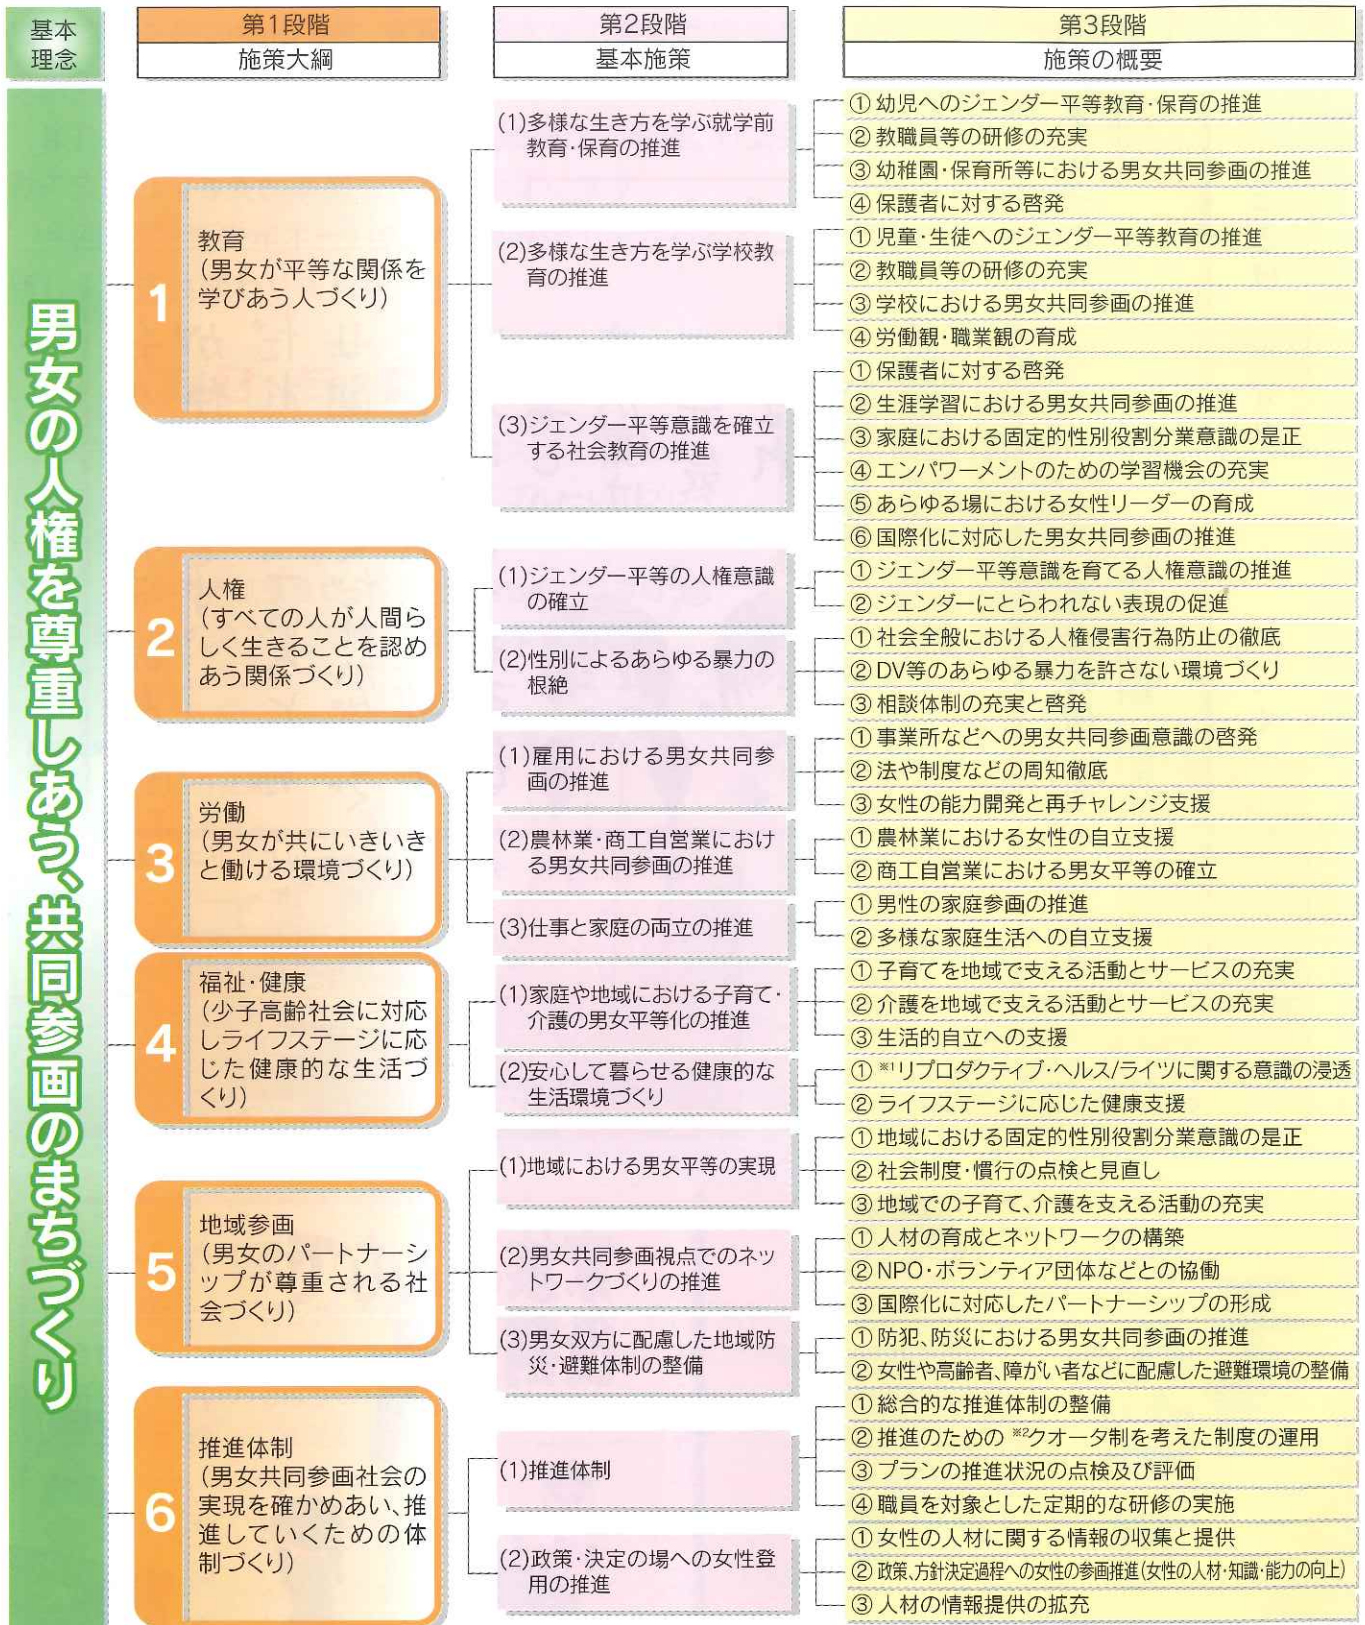 基本
理念
第1段階
施策大綱
第2段階
基本施策
第3段階
施策の概要
男女の人権を尊重しあう、共同参画のまちづくり
1
教育
(男女が平等な関係を
学びあう人づくり)
(1)多様な生き方を学ぶ就学前
教育・保育の推進
① 幼児へのジェンダー平等教育・保育の推進
② 教職員等の研修の充実
③ 幼稚園・保育所等における男女共同参画の推進
④ 保護者に対する啓発
(2)多様な生き方を学ぶ学校教
育の推進
① 児童・生徒へのジェンダー平等教育の推進
② 教職員等の研修の充実
③ 学校における男女共同参画の推進
④ 労働観・職業観の育成
(3)ジェンダー平等意識を確立
する社会教育の推進
① 保護者に対する啓発
② 生涯学習における男女共同参画の推進
③ 家庭における固定的性別役割分業意識の是正
④ エンパワーメントのための学習機会の充実
⑤ あらゆる場における女性リーダーの育成
⑥ 国際化に対応した男女共同参画の推進
2
人権
(すべての人が人間ら
しく生きることを認め
あう関係づくり)
(1)ジェンダー平等の人権意識
の確立
① ジェンダー平等意識を育てる人権意識の推進
② ジェンダーにとらわれない表現の促進
(2)性別によるあらゆる暴力の
根絶
① 社会全般における人権侵害行為防止の徹底
② DV等のあらゆる暴力を許さない環境づくり
③ 相談体制の充実と啓発
3
労働
(男女が共にいきいき
と働ける環境づくり)
(1)雇用における男女共同参
画の推進
① 事業所などへの男女共同参画意識の啓発
② 法や制度などの周知徹底
③ 女性の能力開発と再チャレンジ支援
(2)農林業・商工自営業におけ
る男女共同参画の推進
① 農林業における女性の自立支援
② 商工自営業における男女平等の確立
(3)仕事と家庭の両立の推進
① 男性の家庭参画の推進
② 多様な家庭生活への自立支援
4
福祉・健康
(少子高齢社会に対応
しライフステージに応
じた健康的な生活づ
くり)
(1)家庭や地域における子育て・
介護の男女平等化の推進
① 子育てを地域で支える活動とサービスの充実
② 介護を地域で支える活動とサービスの充実
③ 生活的自立への支援
(2)安心して暮らせる健康的な
生活環境づくり
① ※1リプロダクティブ・ヘルス/ライツに関する意識の浸透
② ライフステージに応じた健康支援
5
地域参画
(男女のパートナーシ
ップが尊重される社
会づくり)
(1)地域における男女平等の実現
① 地域における固定的性別役割分業意識の是正
② 社会制度・慣行の点検と見直し
③ 地域での子育て、介護を支える活動の充実
(2)男女共同参画視点でのネッ
トワークづくりの推進
① 人材の育成とネットワークの構築
② NPO・ボランティア団体などとの協働
③ 国際化に対応したパートナーシップの形成
(3)男女双方に配慮した地域防
災・避難体制の整備
① 防犯、防災における男女共同参画の推進
② 女性や高齢者、障がい者などに配慮した避難環境の整備
6
推進体制
(男女共同参画社会の
実現を確かめあい、推
進していくための体
制づくり)
(1)推進体制
① 総合的な推進体制の整備
② 推進のための ※2クオータ制を考えた制度の運用
③ プランの推進状況の点検及び評価
④ 職員を対象とした定期的な研修の実施
(2)政策・決定の場への女性登
用の推進
① 女性の人材に関する情報の収集と提供
② 政策、方針決定過程への女性の参画推進(女性の人材・知識・能力の向上)
③ 人材の情報提供の拡充